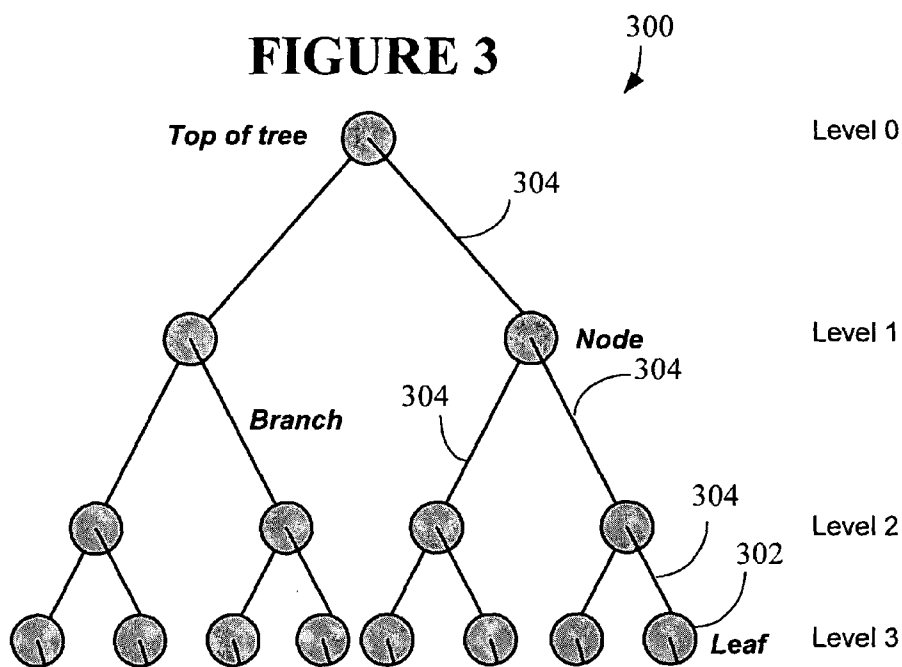 FIGURE 3
300
Top of tree
Level 0
304
Node
Level 1
304
304
Branch
304
Level 2
302
Leaf
Level 3